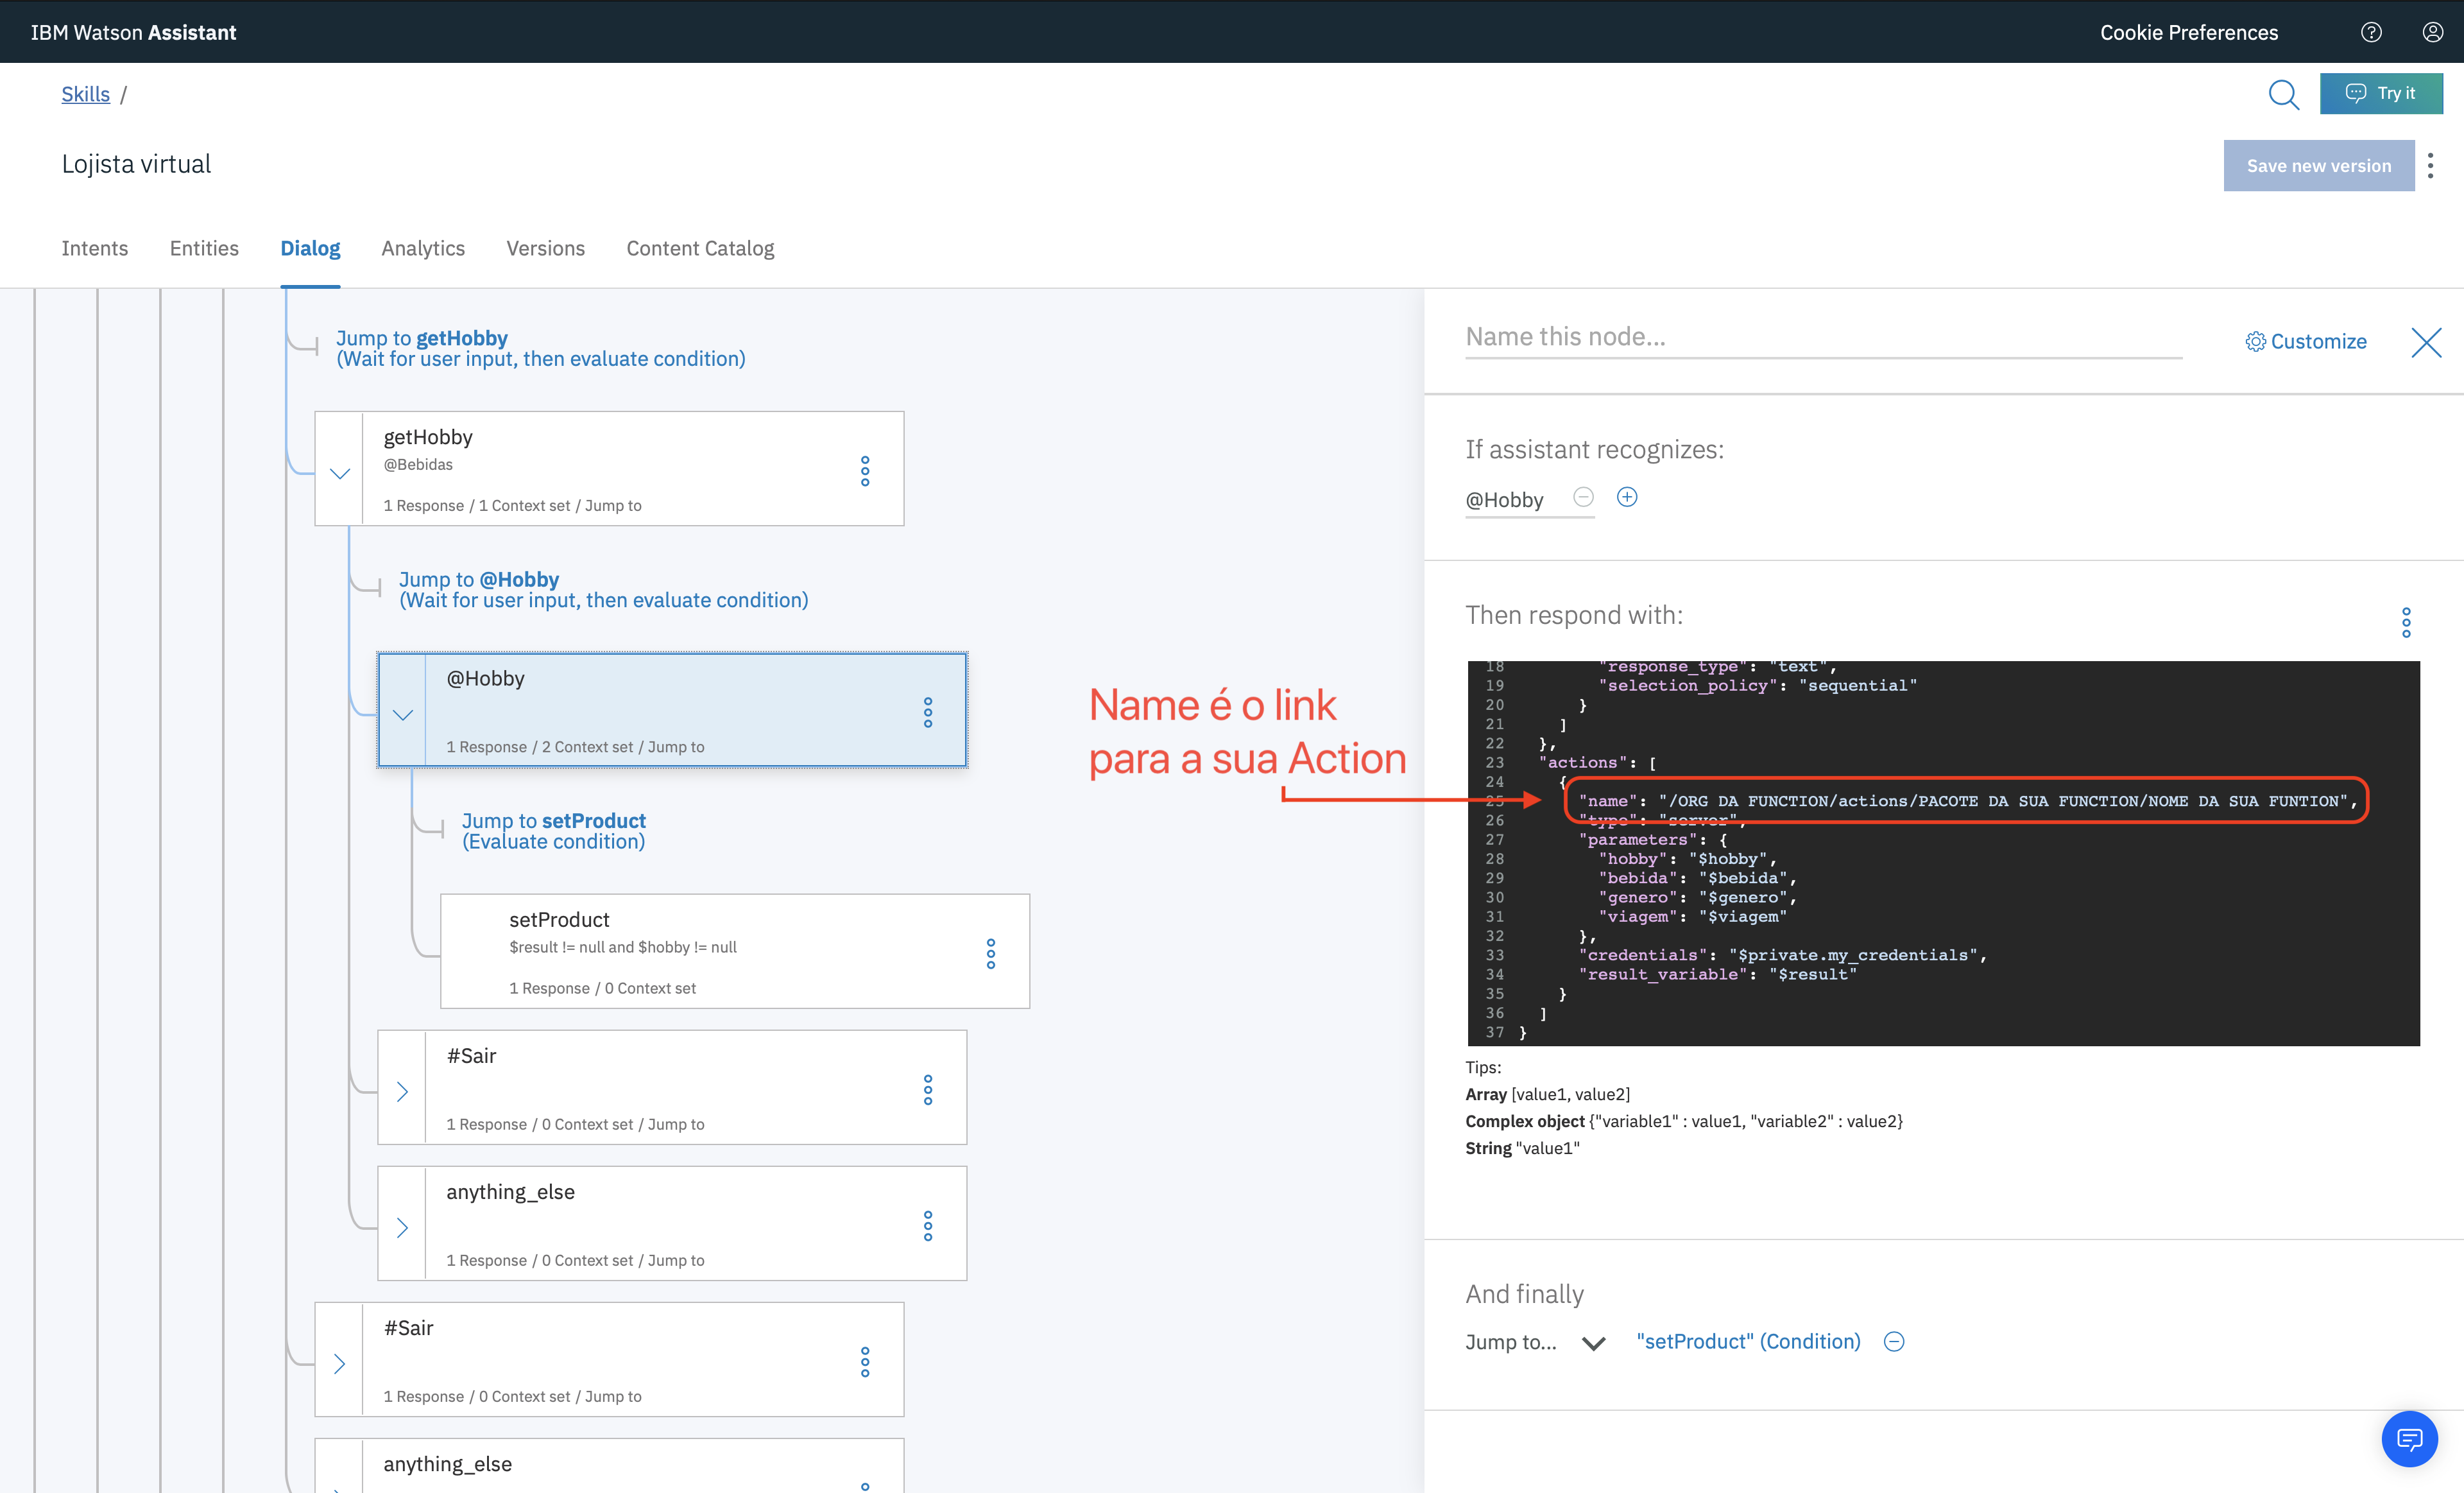 IBM Watson Assistant
Cookie Preferences
Skills /
Try it
Lojista virtual
Save new version
Intents
Entities
Dialog
Analytics
Versions
Content Catalog
Jump to getHobby
(Wait for user input, then evaluate condition)
getHobby
@Bebidas
1 Response / 1 Context set / Jump to
Jump to @Hobby
(Wait for user input, then evaluate condition)
@Hobby
1 Response / 2 Context set / Jump to
Jump to setProduct
(Evaluate condition)
setProduct
$result != null and $hobby != null
1 Response / 0 Context set
#Sair
1 Response / 0 Context set / Jump to
anything_else
1 Response / 0 Context set / Jump to
#Sair
1 Response / 0 Context set / Jump to
anything_else
Name é o link
para a sua Action
Name this node...
Customize
If assistant recognizes:
@Hobby
Then respond with:
18 "response_type": "text",
19 "selection_policy": "sequential"
20 }
21 ]
22 },
23 "actions": [
24 {
25 "name": "/ORG DA FUNCTION/actions/PACOTE DA SUA FUNCTION/NOME DA SUA FUNTION",
26 "type": "server",
27 "parameters": {
28 "hobby": "$hobby",
29 "bebida": "$bebida",
30 "genero": "$genero",
31 "viagem": "$viagem"
32 },
33 "credentials": "$private.my_credentials",
34 "result_variable": "$result"
35 }
36 ]
37 }
Tips:
Array [value1, value2]
Complex object {"variable1" : value1, "variable2" : value2}
String "value1"
And finally
Jump to...
"setProduct" (Condition)